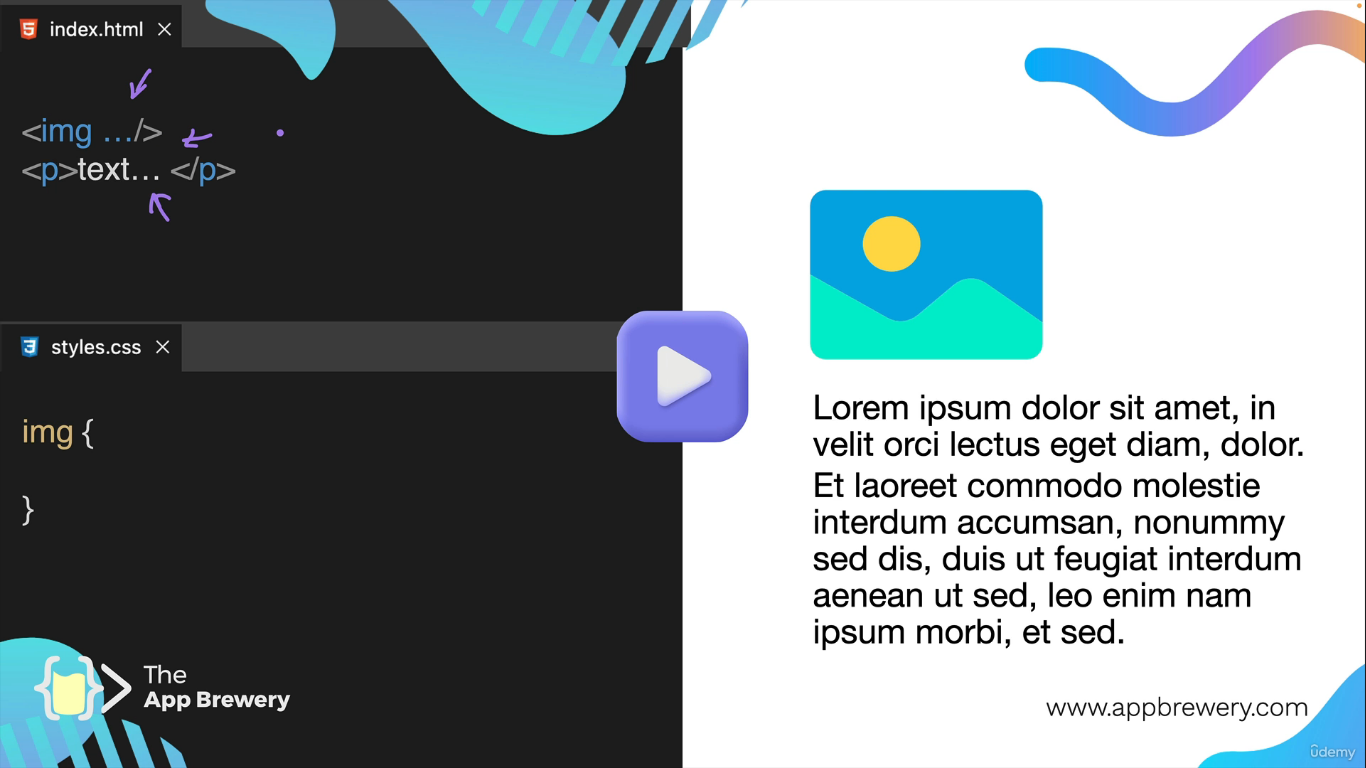 index.html
<img .../>
<p>text... </p>
styles.css
img {
}
Lorem ipsum dolor sit amet, in
velit orci lectus eget diam, dolor.
Et laoreet commodo molestie
interdum accumsan, nonummy
sed dis, duis ut feugiat interdum
aenean ut sed, leo enim nam
ipsum morbi, et sed.
The
App Brewery
www.appbrewery.com
ûdemy